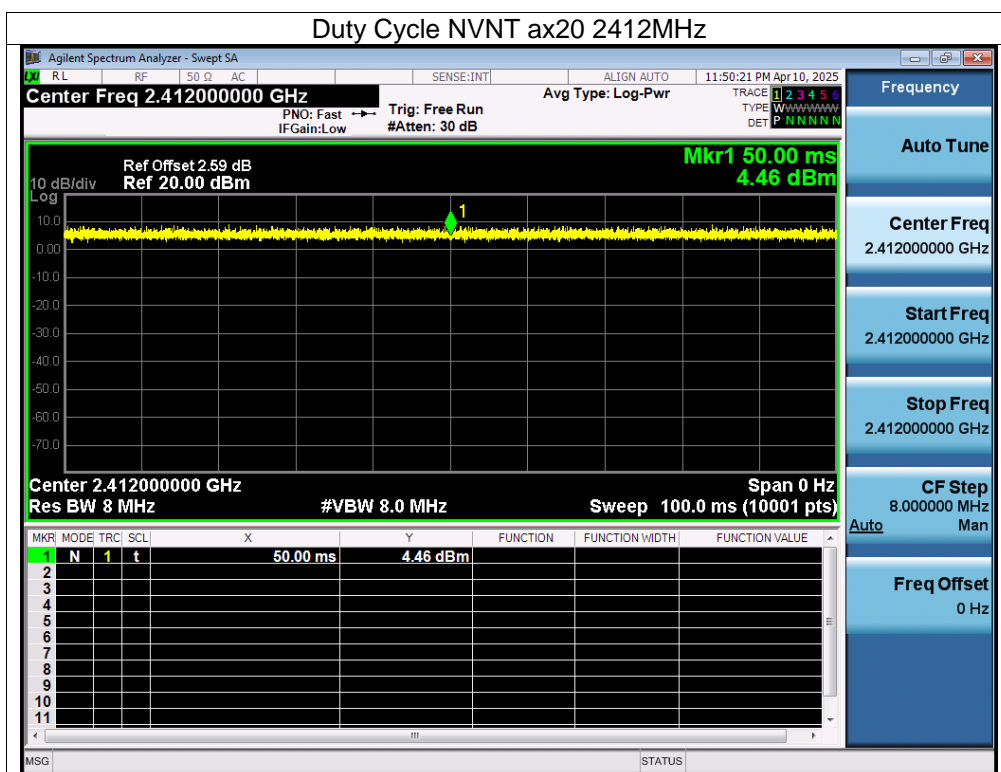 Duty Cycle NVNT ax20 2412MHz
Agilent Spectrum Analyzer - Swept SA
LXI RL RF 50 Ω AC SENSE:INT ALIGN AUTO 11:50:21 PM Apr 10, 2025
Center Freq 2.412000000 GHz
PNO: Fast
IFGain:Low
Trig: Free Run
#Atten: 30 dB
Avg Type: Log-Pwr
TRACE 1 2 3 4 5 6
TYPE WWWWWW
DET P N N N N N
Mkr1 50.00 ms
4.46 dBm
Ref Offset 2.59 dB
10 dB/div Ref 20.00 dBm
Log
10.0
0.00
-10.0
-20.0
-30.0
-40.0
-50.0
-60.0
-70.0
1
Center 2.412000000 GHz Span 0 Hz
Res BW 8 MHz #VBW 8.0 MHz Sweep 100.0 ms (10001 pts)
MKR MODE TRC SCL X Y FUNCTION FUNCTION WIDTH FUNCTION VALUE
1 N 1 t 50.00 ms 4.46 dBm
2
3
4
5
6
7
8
9
10
11
MSG STATUS
Frequency
Auto Tune
Center Freq
2.412000000 GHz
Start Freq
2.412000000 GHz
Stop Freq
2.412000000 GHz
CF Step
8.000000 MHz
Auto Man
Freq Offset
0 Hz